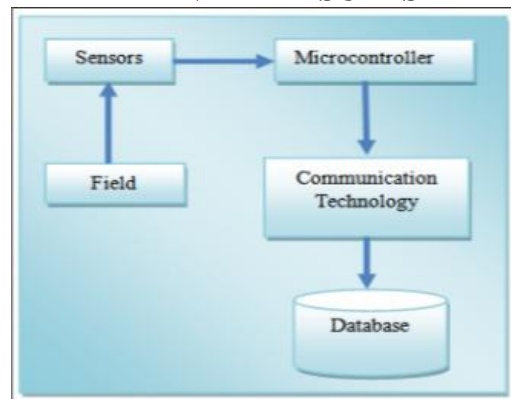 Sensors
Microcontroller
Field
Communication
Technology
Database